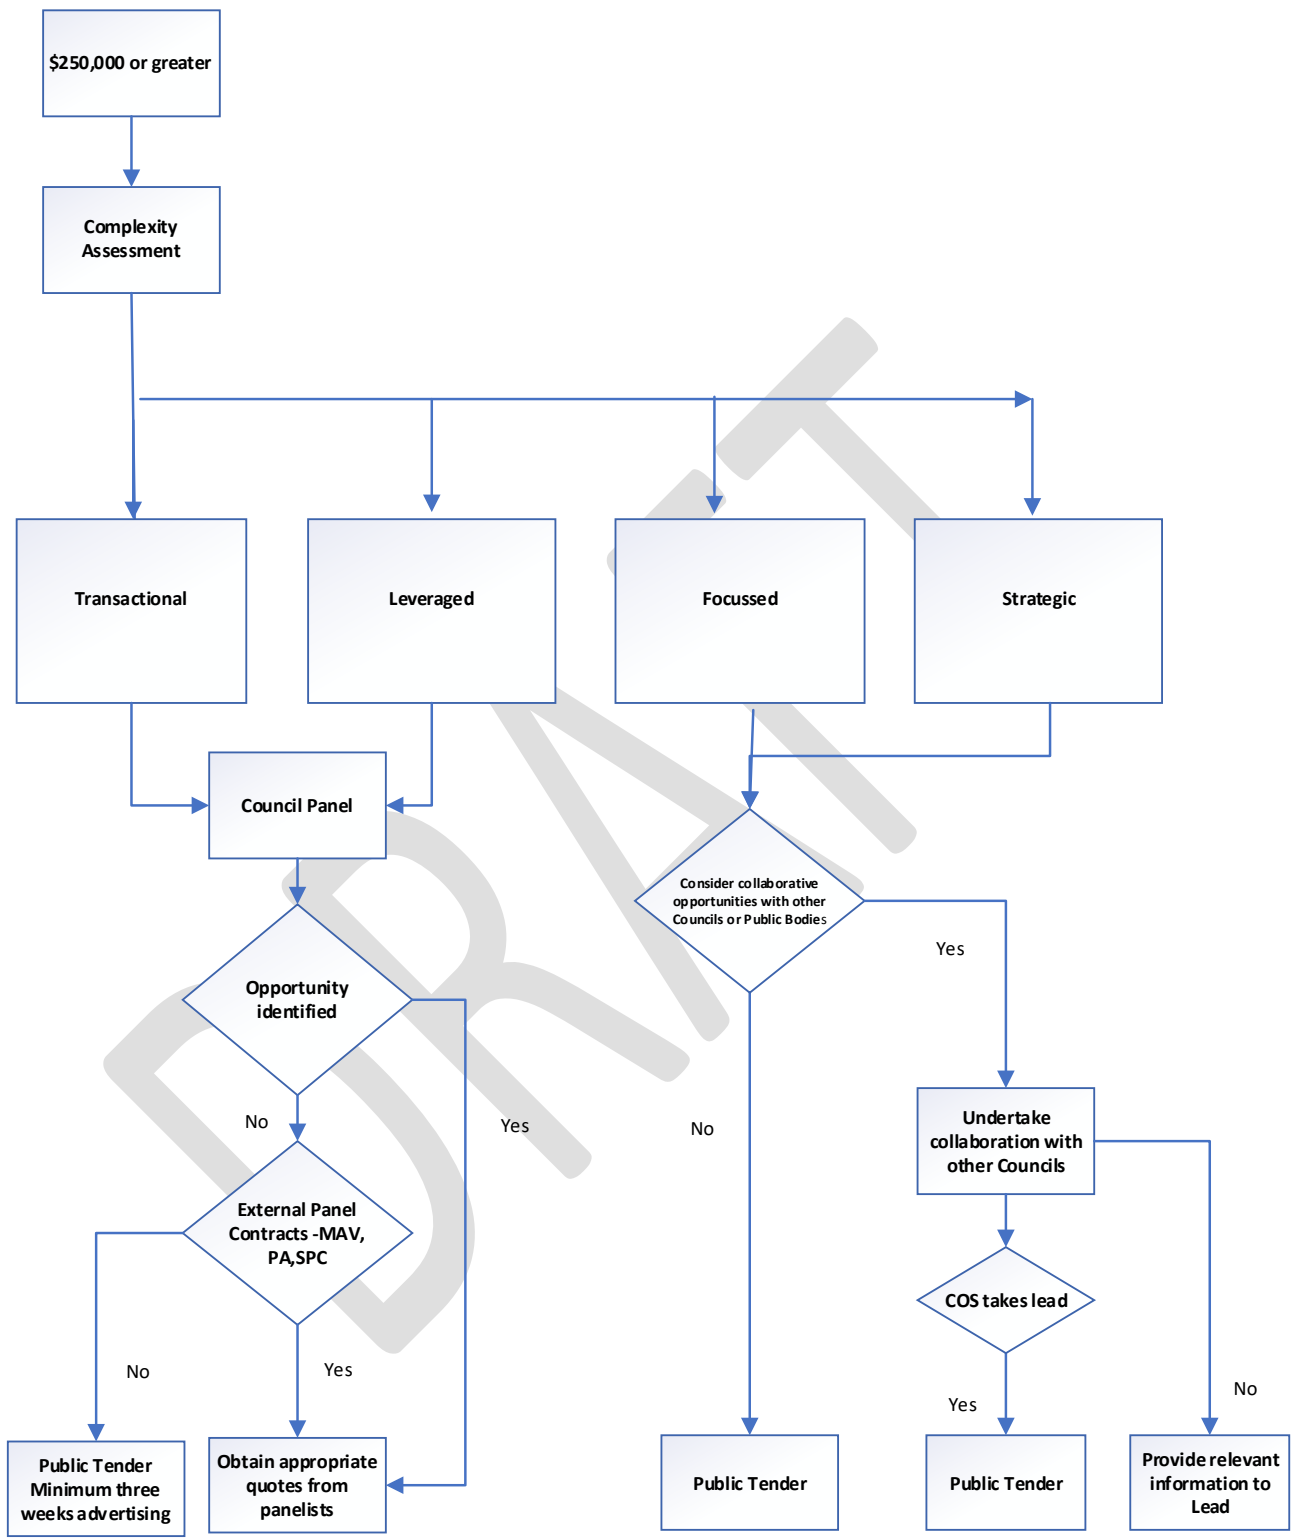 $250,000 or greater
Complexity
Assessment
Transactional
Leveraged
Focussed
Strategic
Council Panel
Consider collaborative
opportunities with other
Councils or Public Bodies
Yes
Opportunity
identified
No
Yes
No
Undertake
collaboration with
other Councils
External Panel
Contracts -MAV,
PA,SPC
COS takes lead
No
Yes
Yes
No
Public Tender
Minimum three
weeks advertising
Obtain appropriate
quotes from
panelists
Public Tender
Public Tender
Provide relevant
information to
Lead
DRAFT